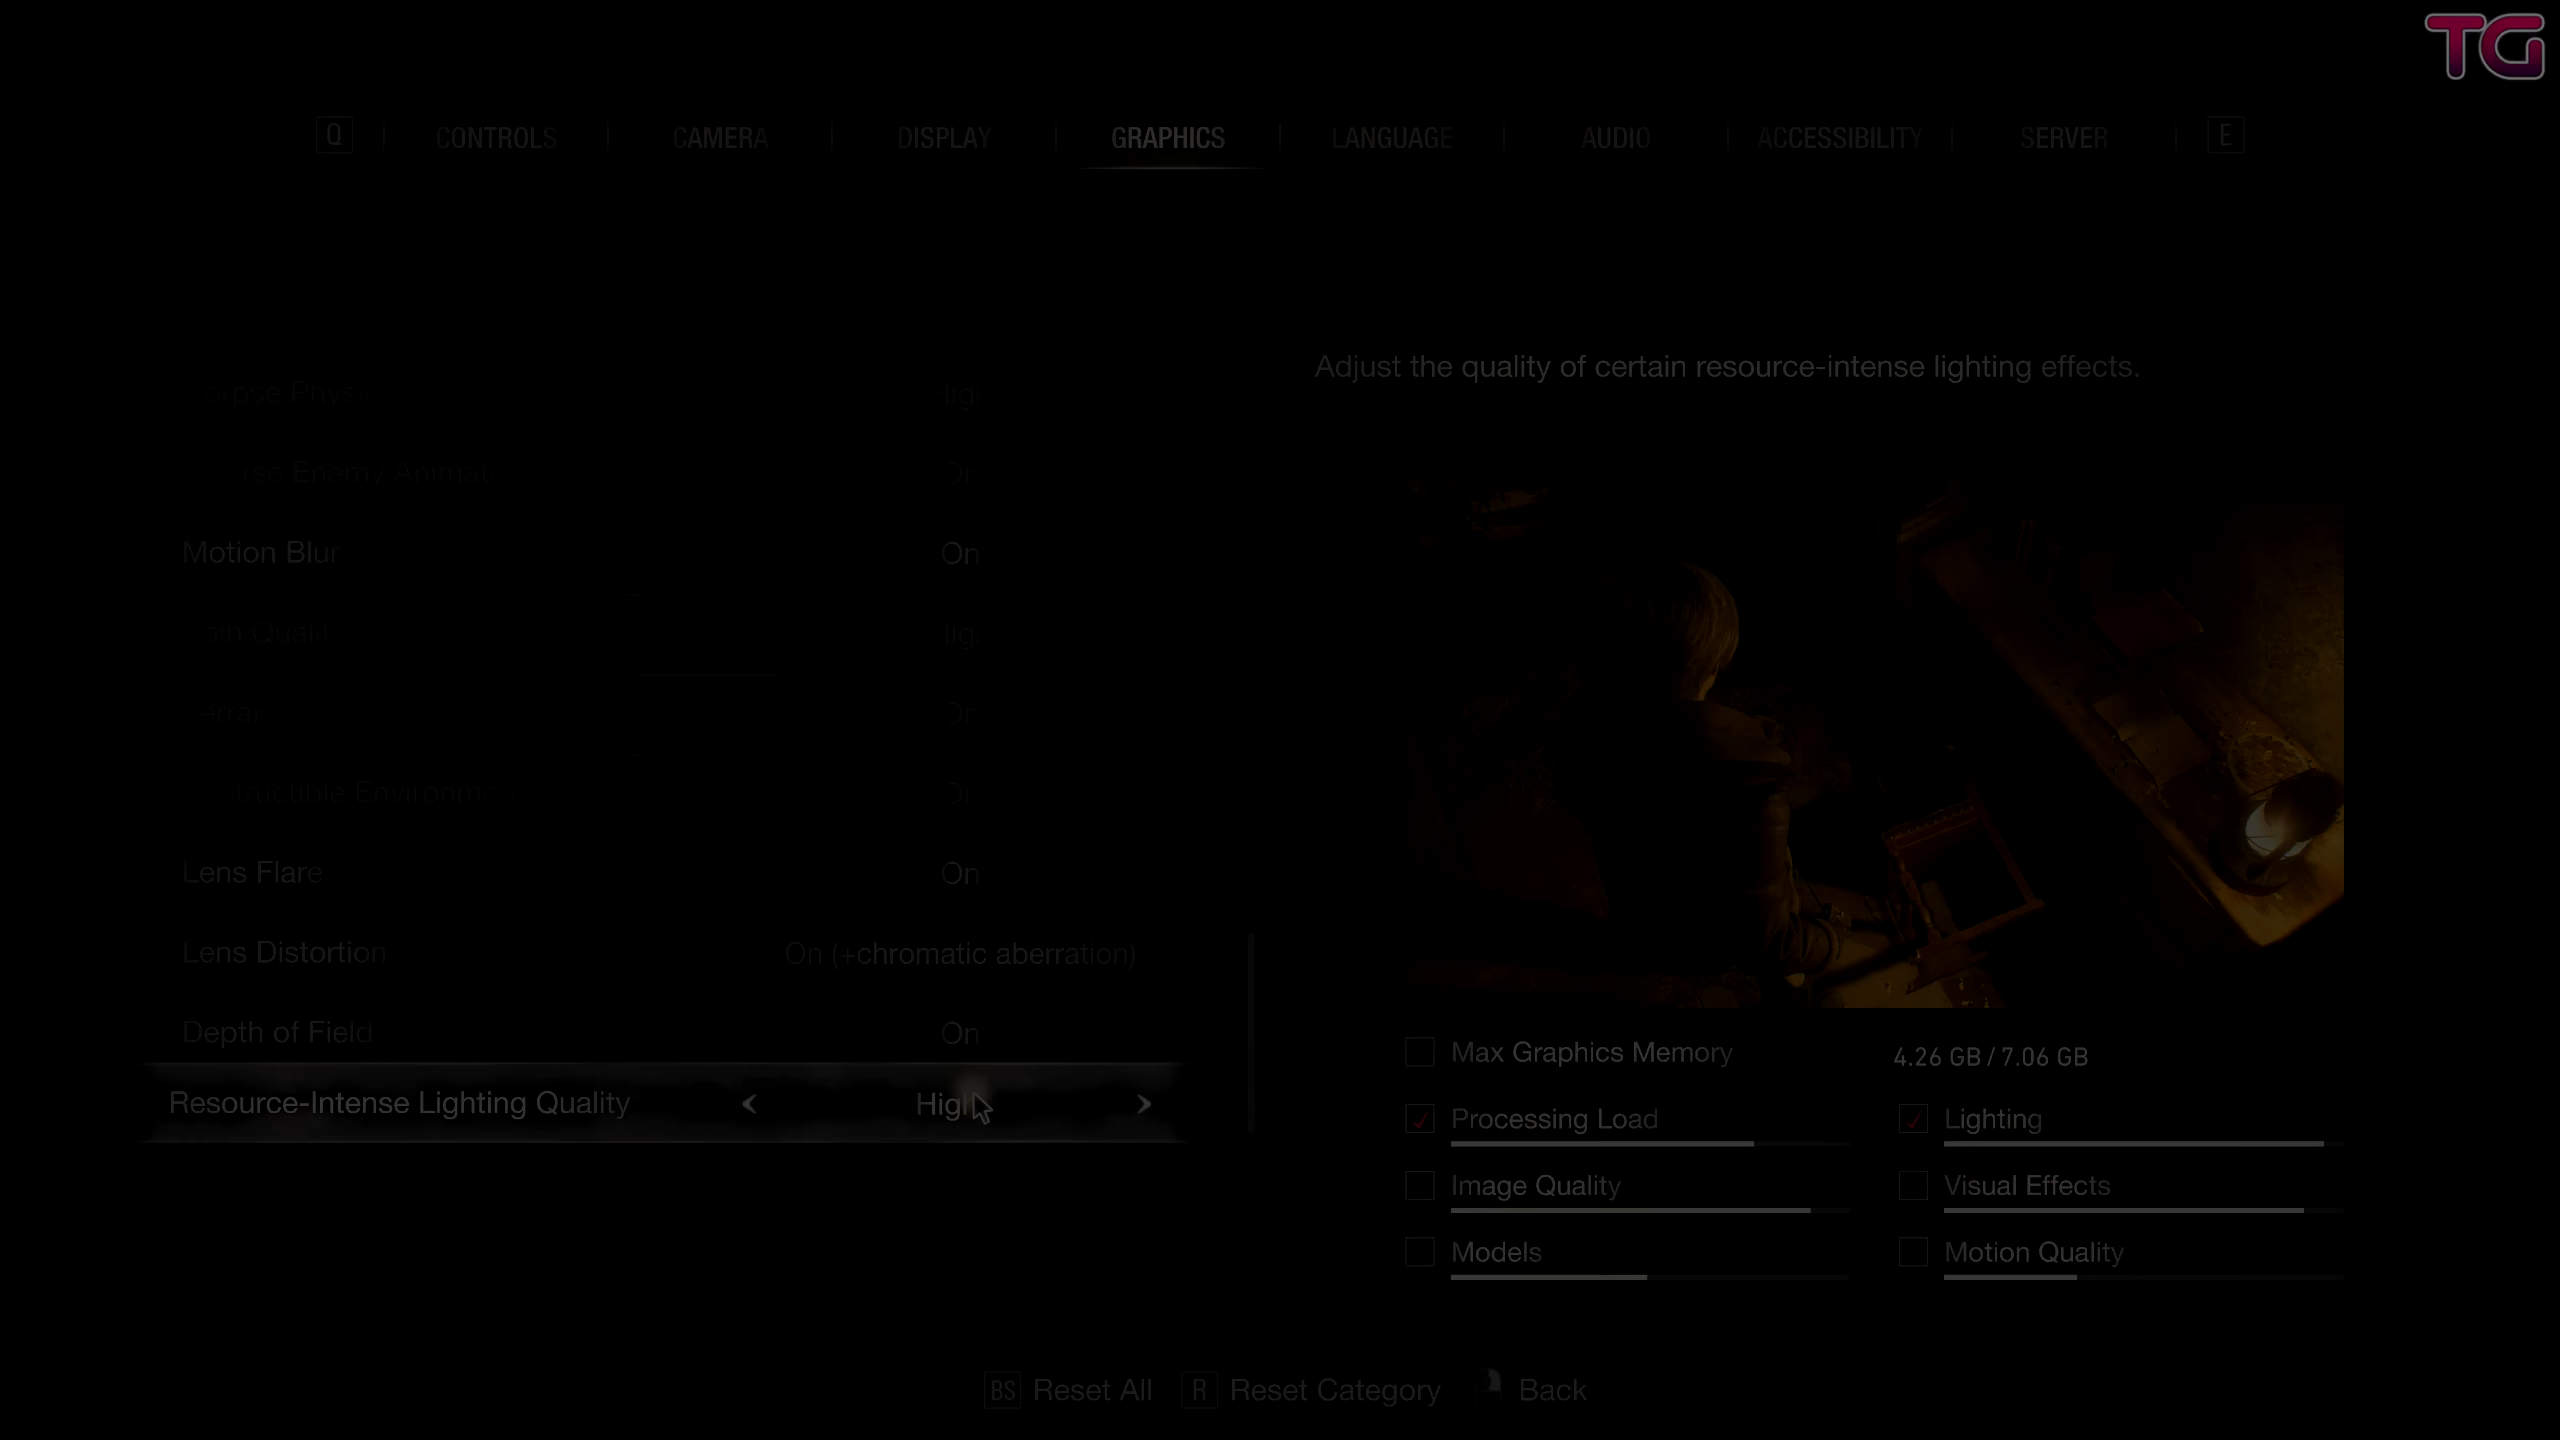 TG
Q CONTROLS CAMERA DISPLAY GRAPHICS LANGUAGE AUDIO ACCESSIBILITY SERVER E
Adjust the quality of certain resource-intense lighting effects.
Motion Blur On
Lens Flare On
Lens Distortion On (+chromatic aberration)
Depth of Field On
Resource-Intense Lighting Quality < High >
Max Graphics Memory 4.26 GB / 7.06 GB
Processing Load Lighting
Image Quality Visual Effects
Models Motion Quality
BS Reset All R Reset Category Back